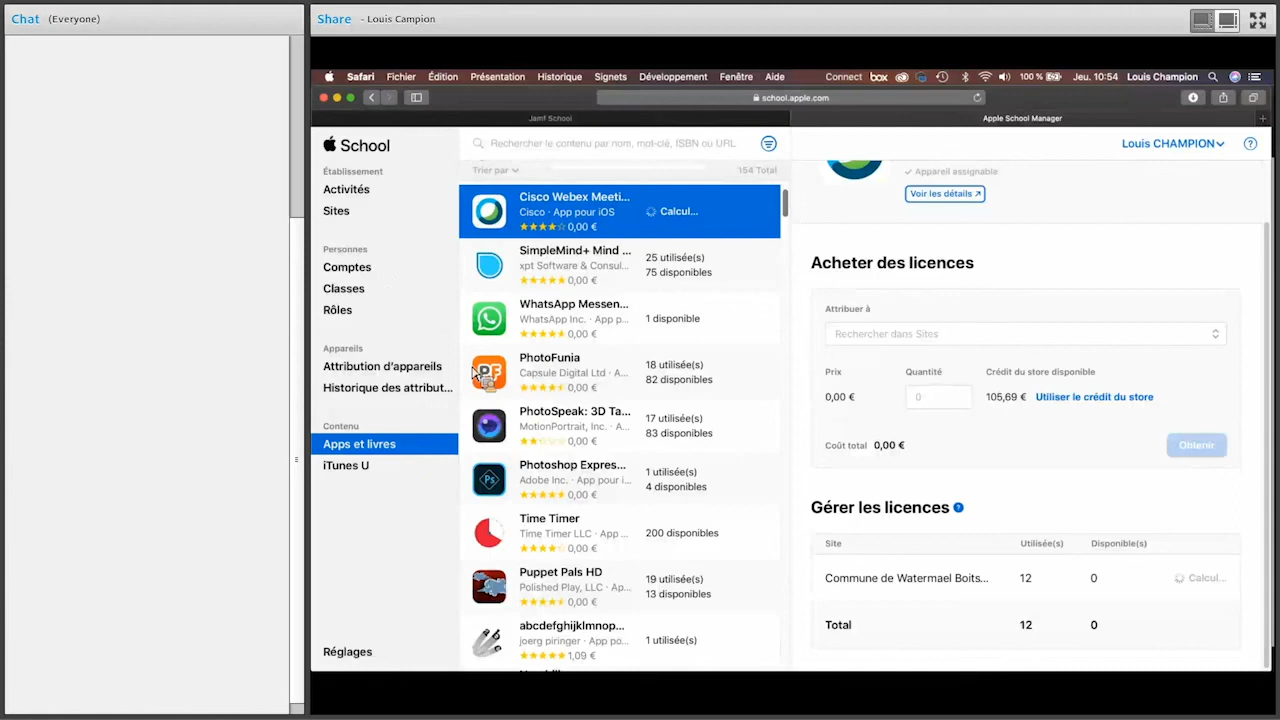 Chat (Everyone)
Share - Louis Campion
Safari Fichier Édition Présentation Historique Signets Développement Fenêtre Aide Connect box 100 % Jeu. 10:54 Louis Champion
school.apple.com
Jamf School
Apple School Manager
School
Établissement
Activités
Sites
Personnes
Comptes
Classes
Rôles
Appareils
Attribution d'appareils
Historique des attribut...
Contenu
Apps et livres
iTunes U
Réglages
Rechercher le contenu par nom, mot-clé, ISBN ou URL
Trier par
154 Total
Cisco Webex Meeti...
Cisco · App pour iOS
0,00 €
Calcul...
SimpleMind+ Mind ...
xpt Software & Consul...
0,00 €
25 utilisée(s)
75 disponibles
WhatsApp Messen...
WhatsApp Inc. · App p...
0,00 €
1 disponible
PhotoFunia
Capsule Digital Ltd · A...
0,00 €
18 utilisée(s)
82 disponibles
PhotoSpeak: 3D Ta...
MotionPortrait, Inc. · A...
0,00 €
17 utilisée(s)
83 disponibles
Photoshop Expres...
Adobe Inc. · App pour i...
0,00 €
1 utilisée(s)
4 disponibles
Time Timer
Time Timer LLC · App ...
0,00 €
200 disponibles
Puppet Pals HD
Polished Play, LLC · Ap...
0,00 €
19 utilisée(s)
13 disponibles
abcdefghijklmnop...
joerg piringer · App po...
1,09 €
1 utilisée(s)
Louis CHAMPION
Appareil assignable
Voir les détails
Acheter des licences
Attribuer à
Rechercher dans Sites
Prix Quantité Crédit du store disponible
0,00 € 0 105,69 € Utiliser le crédit du store
Coût total 0,00 €
Obtenir
Gérer les licences
Site Utilisée(s) Disponible(s)
Commune de Watermael Boits... 12 0 Calcul...
Total 12 0